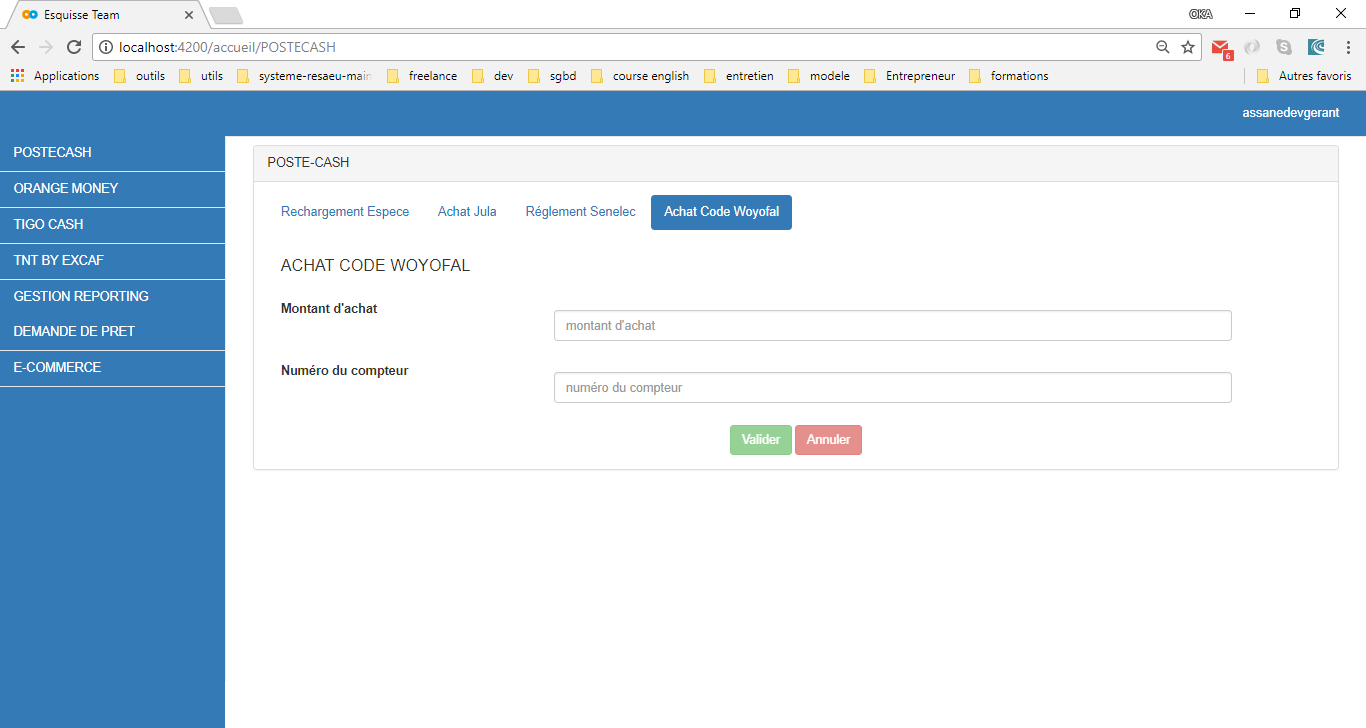 Esquisse Team
OKA
localhost:4200/accueil/POSTECASH
6
Applications outils utils systeme-resaeu-main freelance dev sgbd course english entretien modele Entrepreneur formations Autres favoris
assanedevgerant
POSTECASH
ORANGE MONEY
TIGO CASH
TNT BY EXCAF
GESTION REPORTING
DEMANDE DE PRET
E-COMMERCE
POSTE-CASH
Rechargement Espece Achat Jula Réglement Senelec Achat Code Woyofal
ACHAT CODE WOYOFAL
Montant d'achat
montant d'achat
Numéro du compteur
numéro du compteur
Valider Annuler